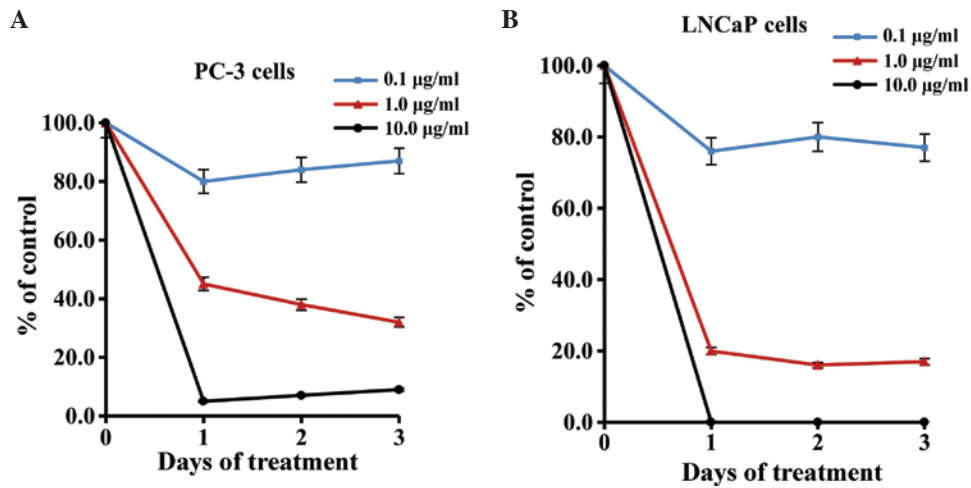 A
PC-3 cells
0.1 µg/ml
1.0 µg/ml
10.0 µg/ml
100.0
80.0
60.0
40.0
20.0
0.0
% of control
0 1 2 3
Days of treatment
B
LNCaP cells
0.1 µg/ml
1.0 µg/ml
10.0 µg/ml
100.0
80.0
60.0
40.0
20.0
0.0
% of control
0 1 2 3
Days of treatment